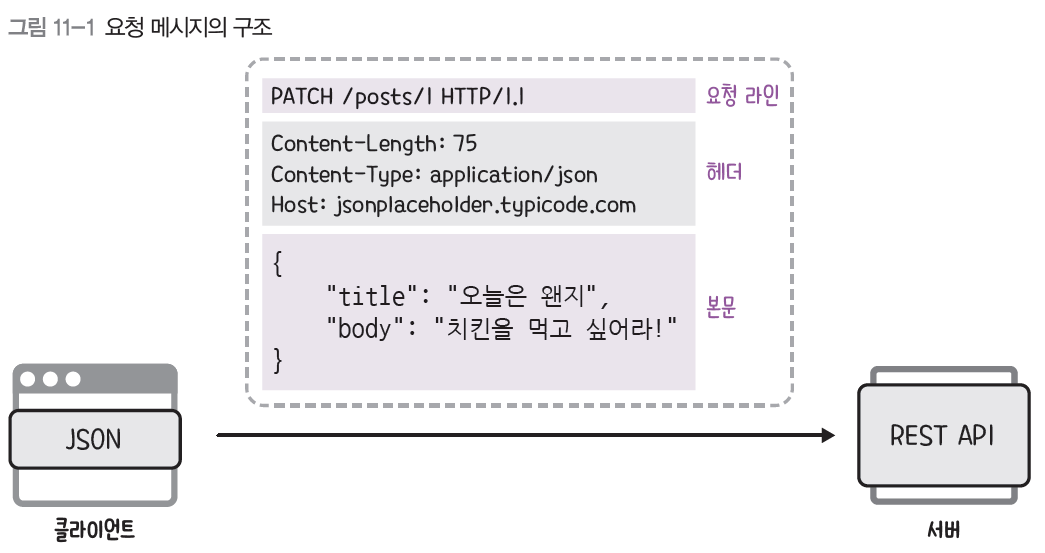 그림 11-1 요청 메시지의 구조
PATCH /posts/1 HTTP/1.1
요청 라인
Content-Length: 75
Content-Type: application/json
Host: jsonplaceholder.typicode.com
헤더
{
"title": "오늘은 왠지",
"body": "치킨을 먹고 싶어라!"
}
본문
JSON
REST API
클라이언트
서버